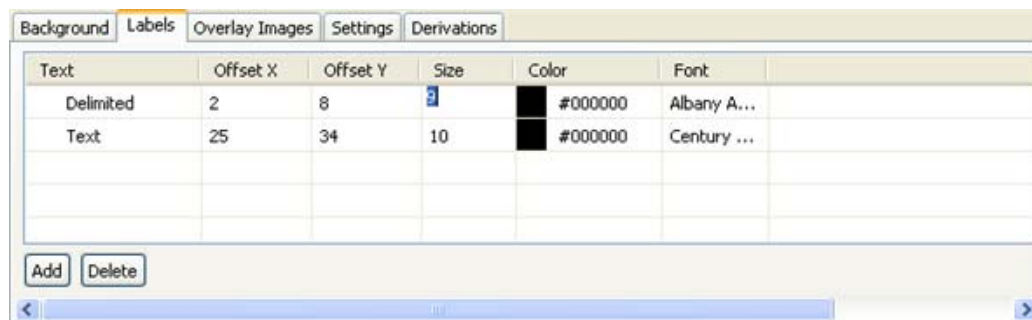 Background Labels Overlay Images Settings Derivations
Text Offset X Offset Y Size Color Font
Delimited 2 8 9 #000000 Albany A...
Text 25 34 10 #000000 Century ...
Add Delete